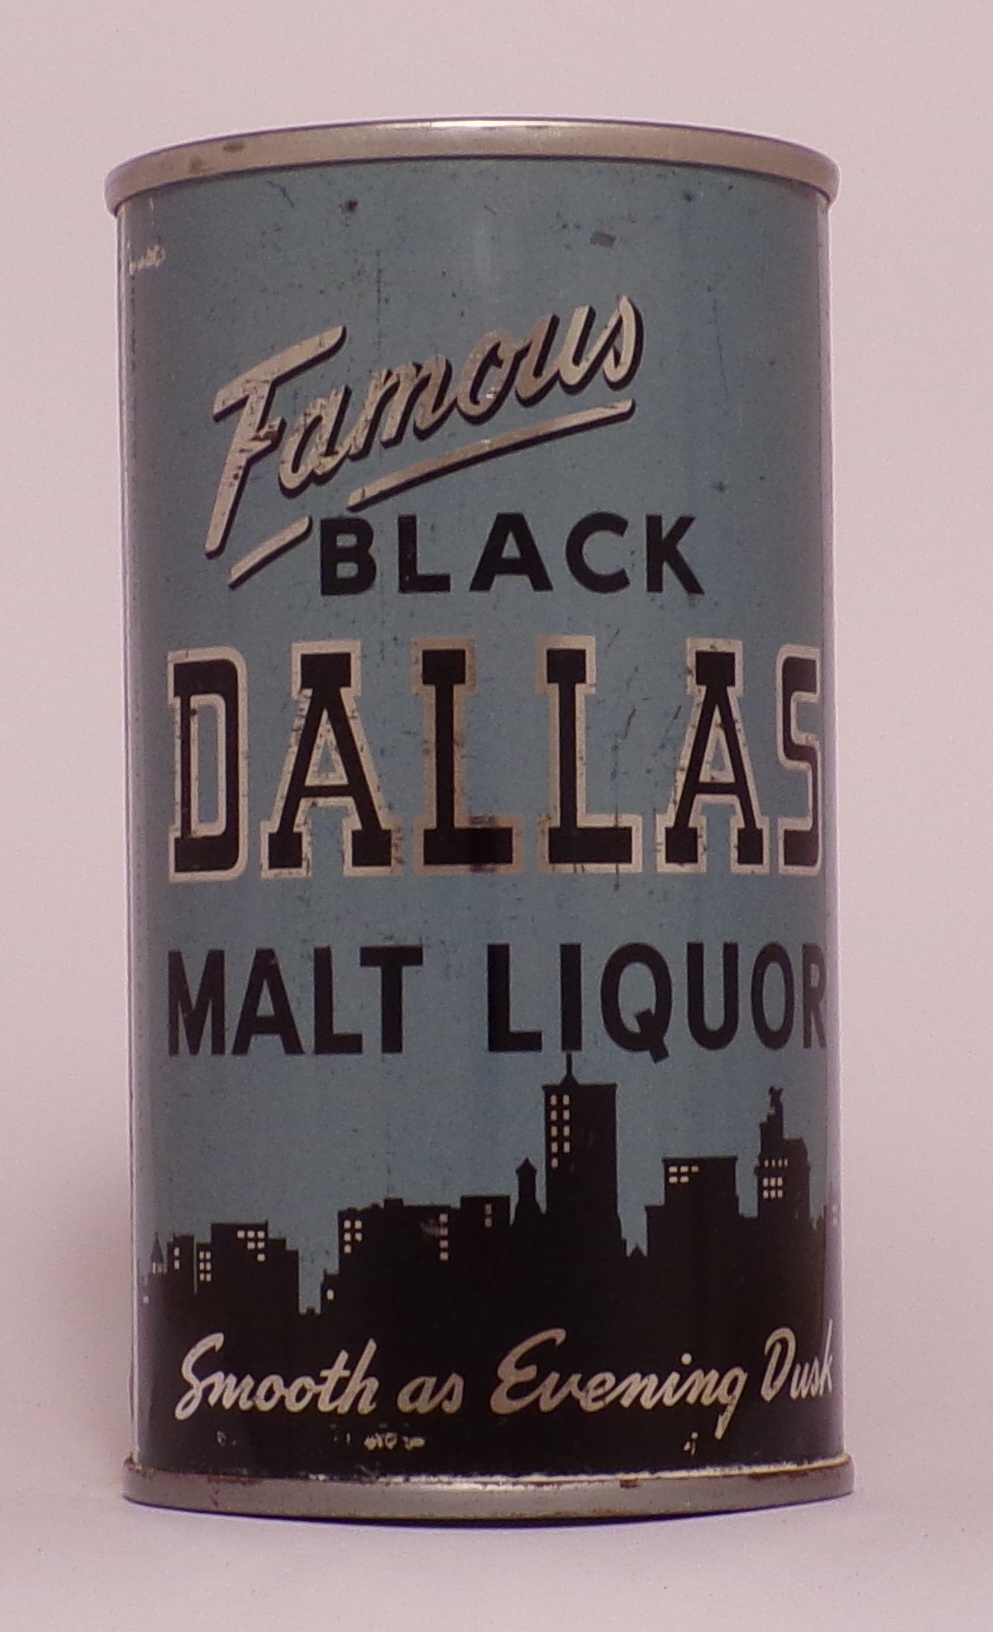 Famous
BLACK
DALLAS
MALT LIQUOR
Smooth as Evening Dusk